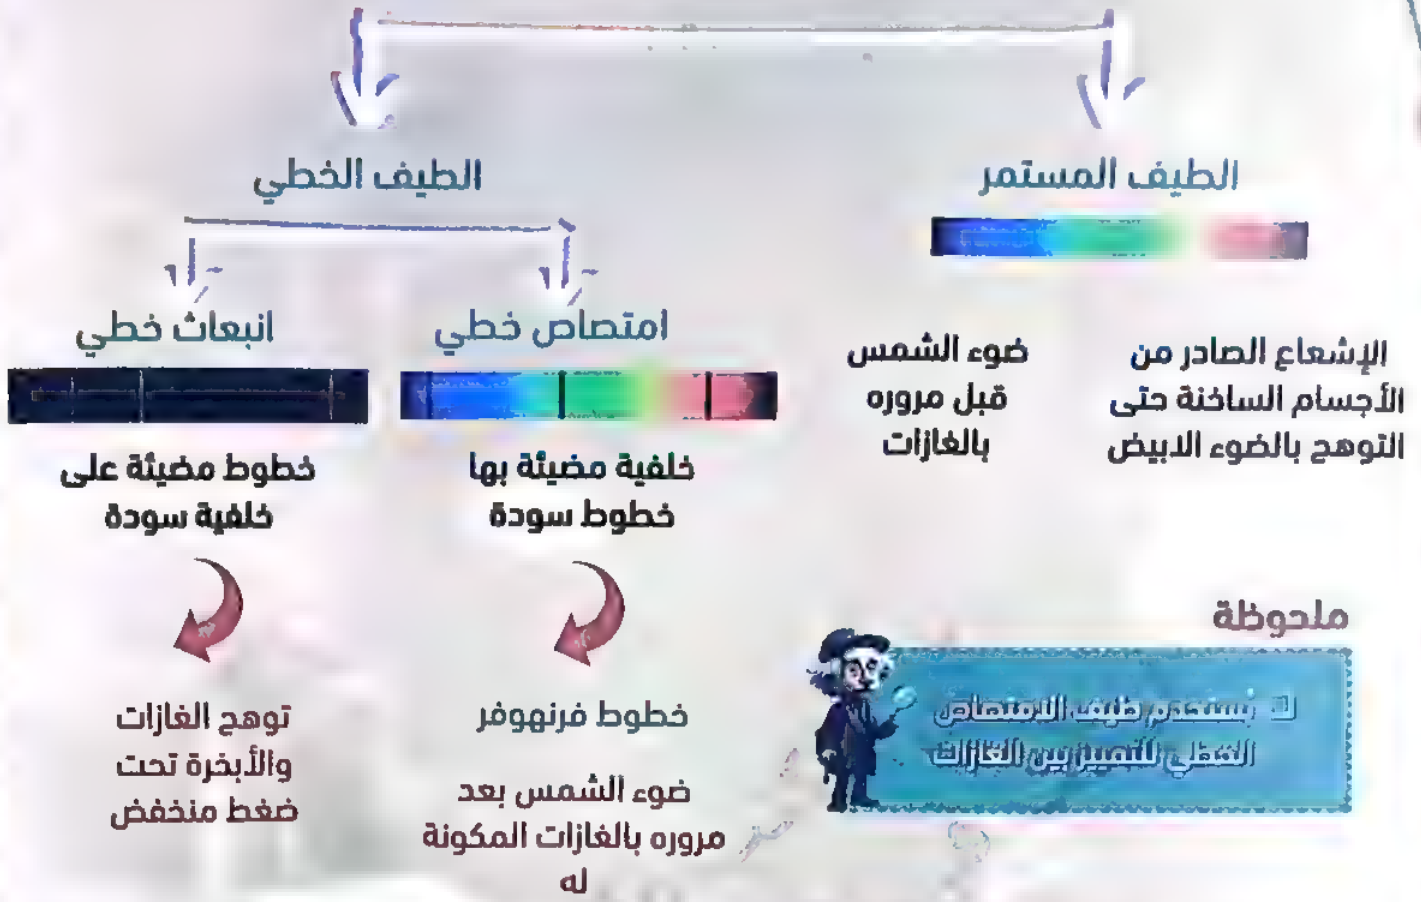 الطيف المستمر
الإشعاع الصادر من
الأجسام الساخنة حتى
التوهج بالضوء الابيض
ضوء الشمس
قبل مروره
بالغازات
الطيف الخطي
امتصاص خطي
خلفية مضيئة بها
خطوط سودة
خطوط فرنهوفر
ضوء الشمس بعد
مروره بالغازات المكونة
له
انبعاث خطي
خطوط مضيئة على
خلفية سودة
توهج الغازات
والأبخرة تحت
ضغط منخفض
ملحوظة
نستخدم طيف الامتصاص
الخطي للتمييز بين الغازات